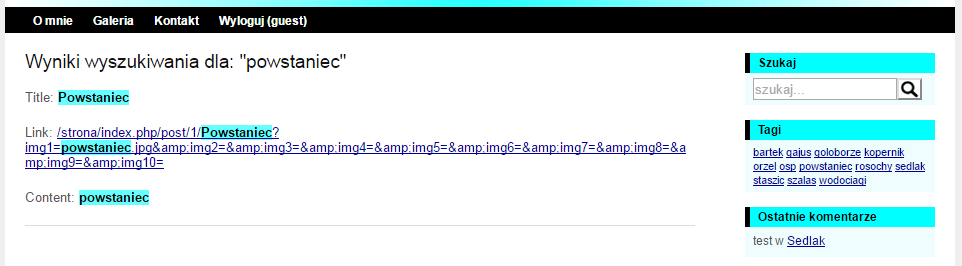 O mnie Galeria Kontakt Wyloguj (guest)
Wyniki wyszukiwania dla: "powstaniec"
Title: Powstaniec
Link: /strona/index.php/post/1/Powstaniec?
img1=powstaniec.jpg&amp;img2=&amp;img3=&amp;img4=&amp;img5=&amp;img6=&amp;img7=&amp;img8=&a
mp;img9=&amp;img10=
Content: powstaniec
Szukaj
szukaj...
Tagi
bartek gajus goloborze kopernik
orzel osp powstaniec rosochy sedlak
staszic szalas wodociagi
Ostatnie komentarze
test w Sedlak